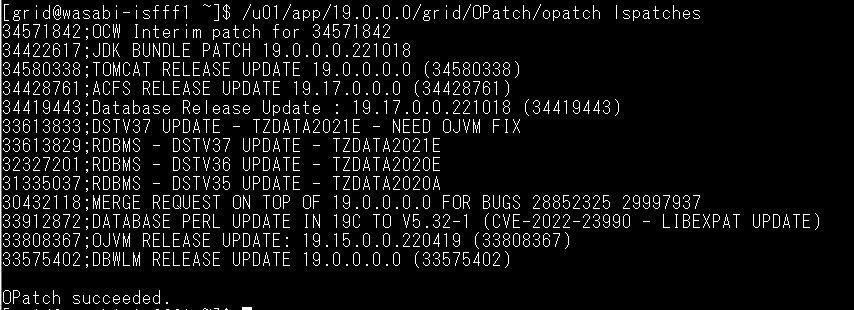 [grid@wasabi-isfff1 ~]$ /u01/app/19.0.0.0/grid/OPatch/opatch lspatches
34571842;OCW Interim patch for 34571842
34422617;JDK BUNDLE PATCH 19.0.0.0.221018
34580338;TOMCAT RELEASE UPDATE 19.0.0.0.0 (34580338)
34428761;ACFS RELEASE UPDATE 19.17.0.0.0 (34428761)
34419443;Database Release Update : 19.17.0.0.221018 (34419443)
33613833;DSTV37 UPDATE - TZDATA2021E - NEED OJVM FIX
33613829;RDBMS - DSTV37 UPDATE - TZDATA2021E
32327201;RDBMS - DSTV36 UPDATE - TZDATA2020E
31335037;RDBMS - DSTV35 UPDATE - TZDATA2020A
30432118;MERGE REQUEST ON TOP OF 19.0.0.0.0 FOR BUGS 28852325 29997937
33912872;DATABASE PERL UPDATE IN 19C TO V5.32-1 (CVE-2022-23990 - LIBEXPAT UPDATE)
33808367;OJVM RELEASE UPDATE: 19.15.0.0.220419 (33808367)
33575402;DBWLM RELEASE UPDATE 19.0.0.0.0 (33575402)
OPatch succeeded.